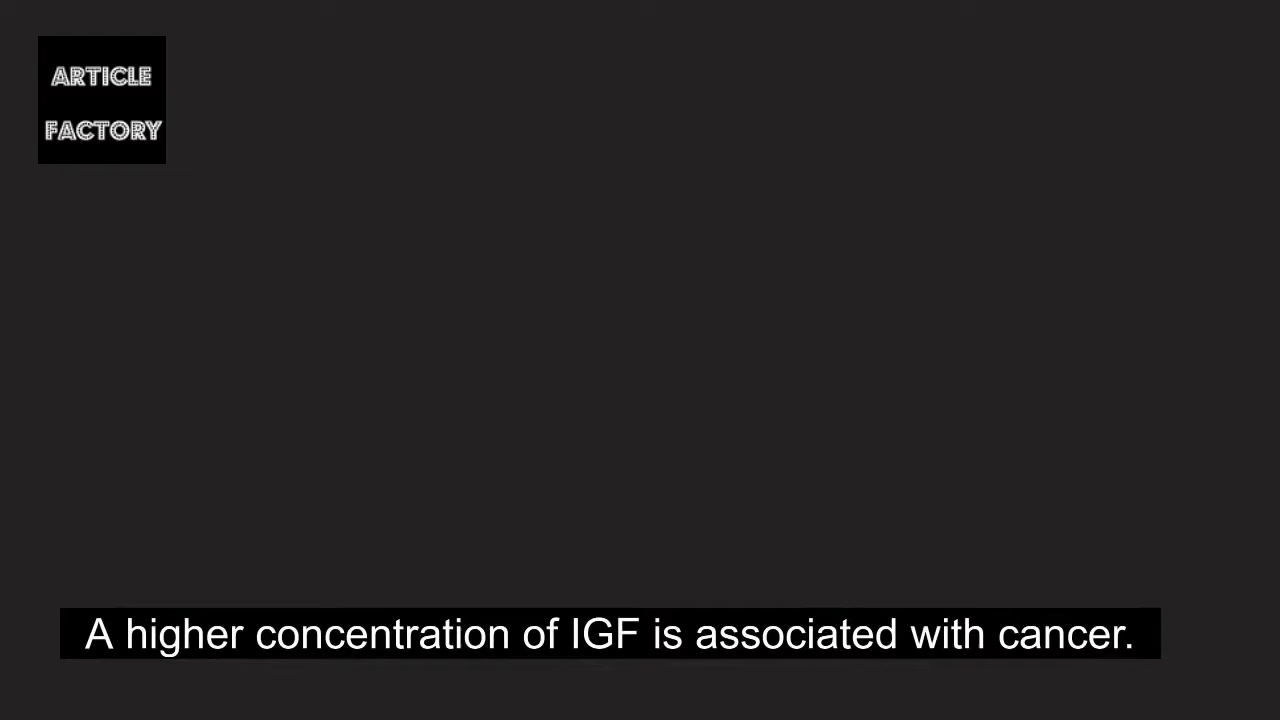 ARTICLE
FACTORY
A higher concentration of IGF is associated with cancer.